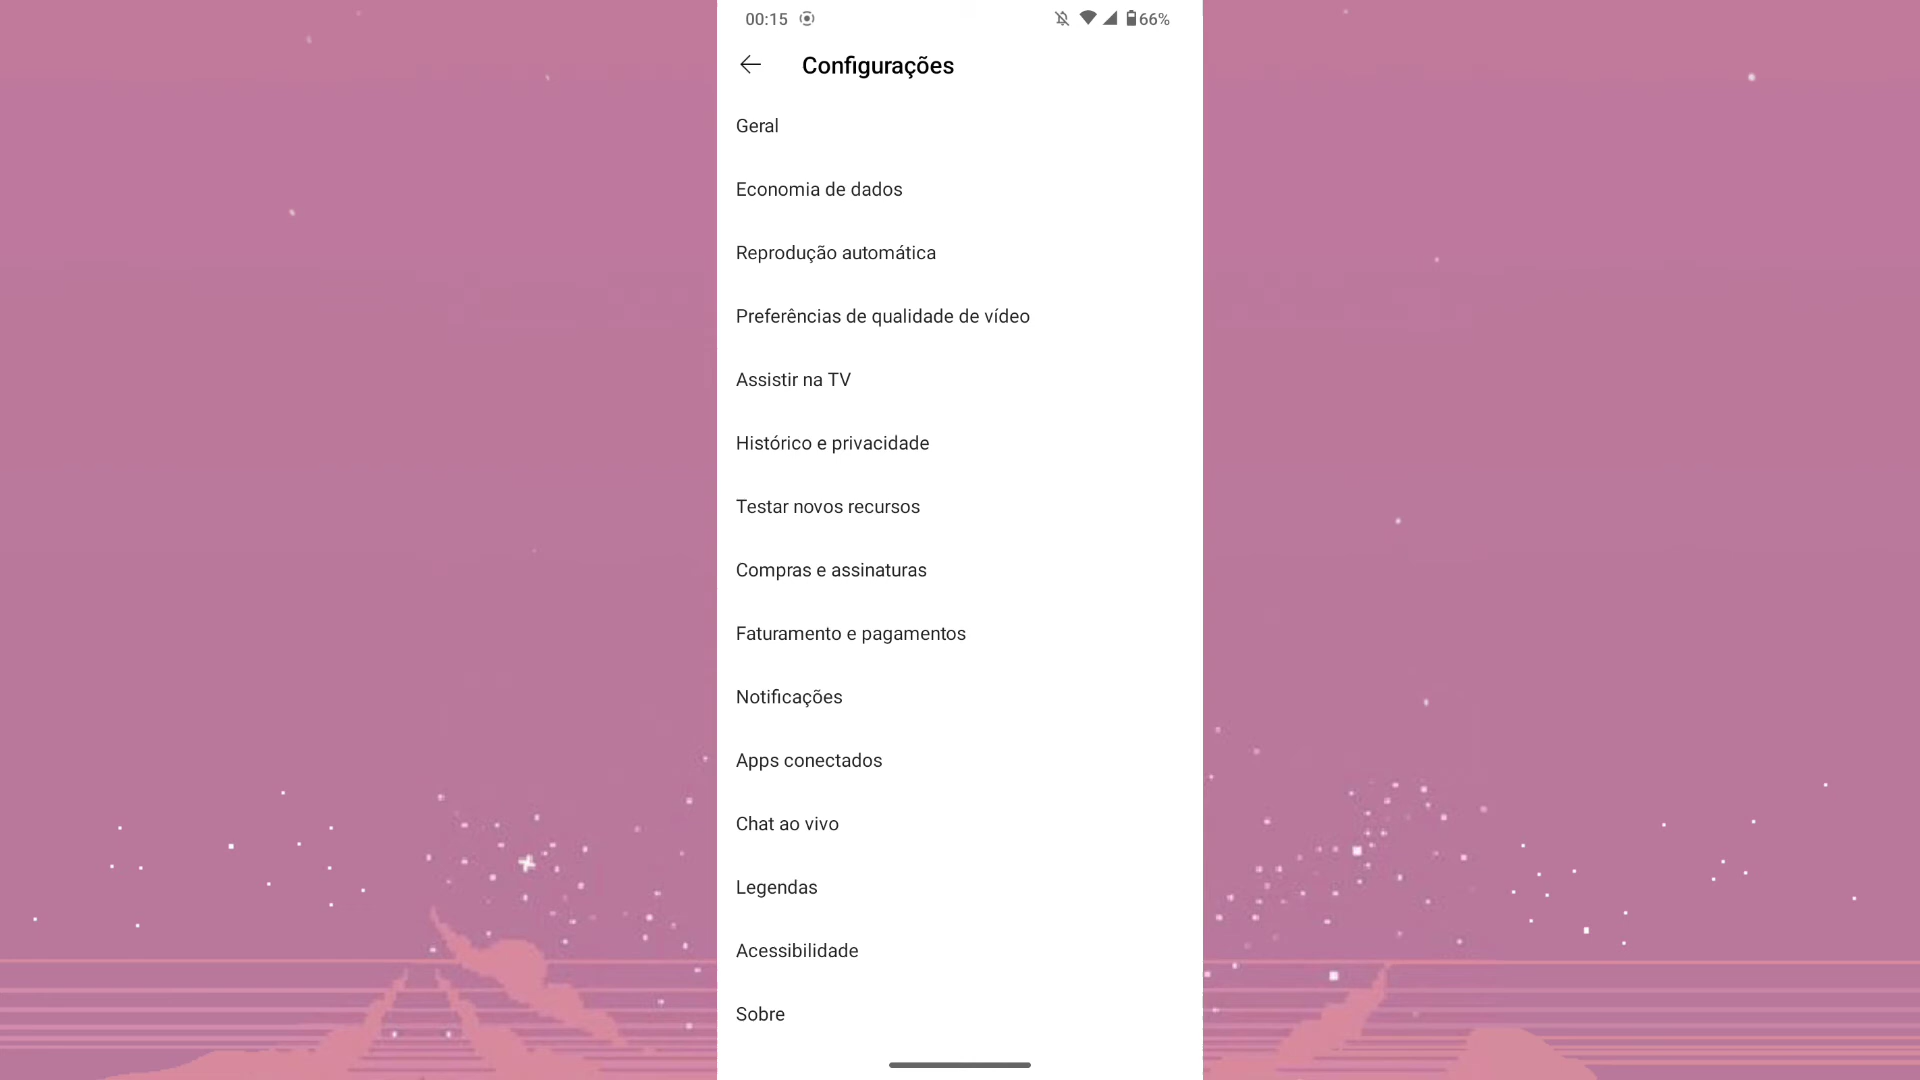 00:15 66%
Configurações
Geral
Economia de dados
Reprodução automática
Preferências de qualidade de vídeo
Assistir na TV
Histórico e privacidade
Testar novos recursos
Compras e assinaturas
Faturamento e pagamentos
Notificações
Apps conectados
Chat ao vivo
Legendas
Acessibilidade
Sobre